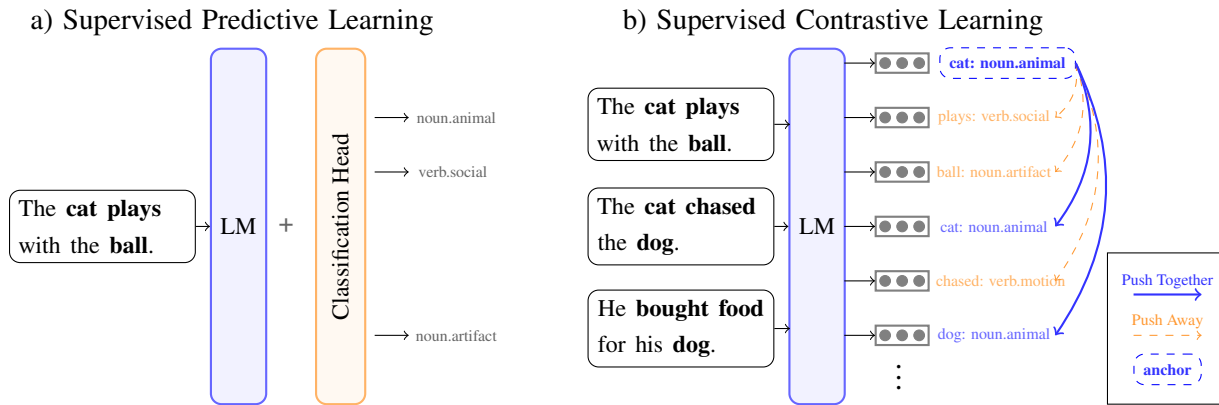 a) Supervised Predictive Learning
The cat plays
with the ball.
LM
+
Classification Head
noun.animal
verb.social
noun.artifact
b) Supervised Contrastive Learning
The cat plays
with the ball.
The cat chased
the dog.
He bought food
for his dog.
LM
cat: noun.animal
plays: verb.social
ball: noun.artifact
cat: noun.animal
chased: verb.motion
dog: noun.animal
Push Together
Push Away
anchor